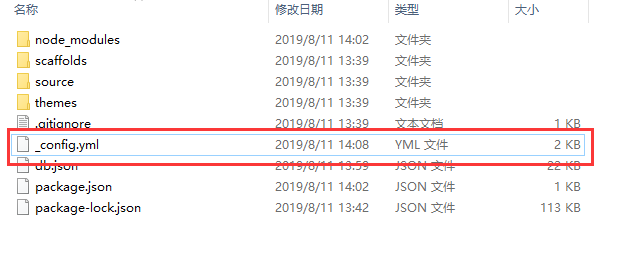 名称 修改日期 类型 大小
node_modules 2019/8/11 14:02 文件夹
scaffolds 2019/8/11 13:39 文件夹
source 2019/8/11 13:39 文件夹
themes 2019/8/11 13:39 文件夹
.gitignore 2019/8/11 13:39 文本文档 1 KB
_config.yml 2019/8/11 14:08 YML 文件 2 KB
db.json 2019/8/11 13:59 JSON 文件 22 KB
package.json 2019/8/11 14:02 JSON 文件 1 KB
package-lock.json 2019/8/11 13:42 JSON 文件 113 KB